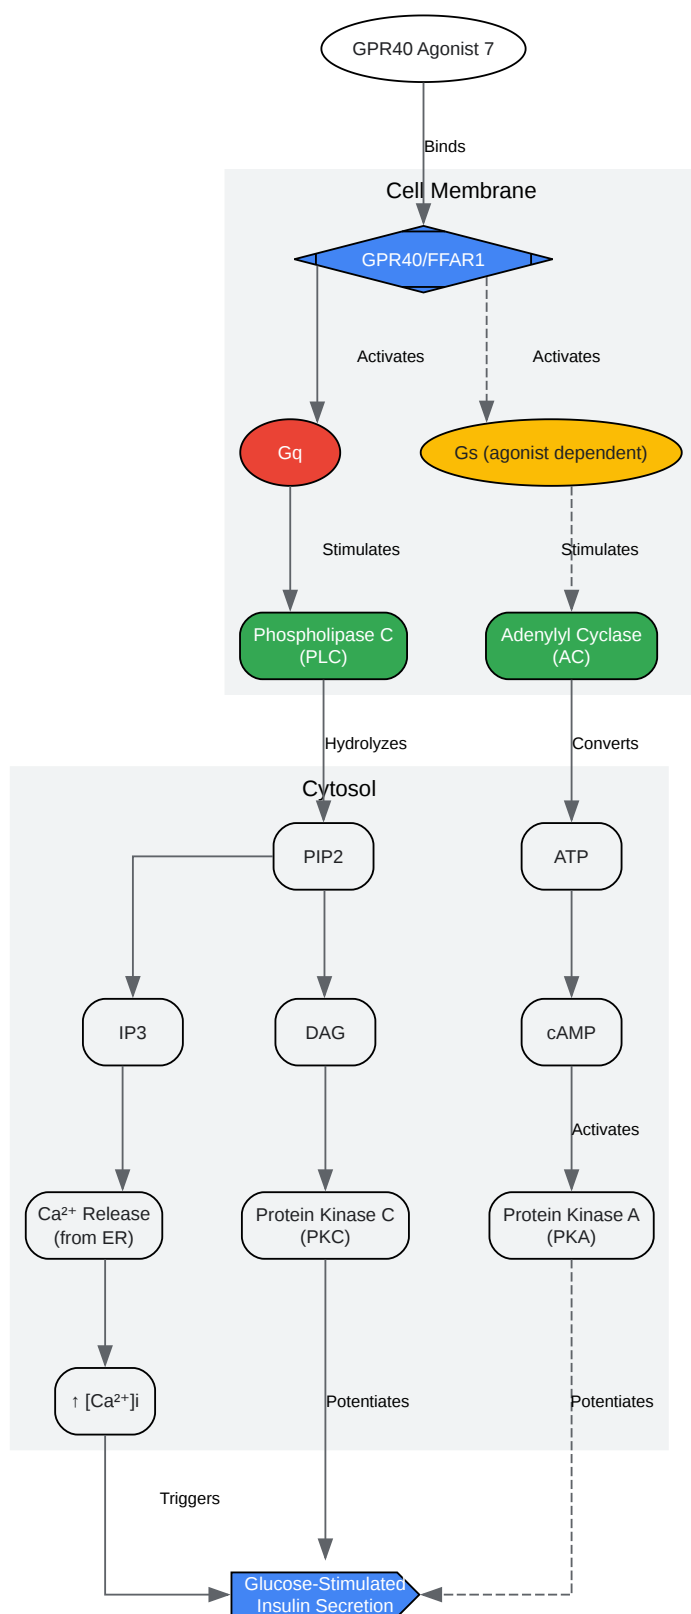 GPR40 Agonist 7
Binds
Cell Membrane
GPR40/FFAR1
Activates
Activates
Gq
Gs (agonist dependent)
Stimulates
Stimulates
Phospholipase C
(PLC)
Adenylyl Cyclase
(AC)
Hydrolyzes
Converts
Cytosol
PIP2
ATP
IP3
DAG
cAMP
Activates
Ca²⁺ Release
(from ER)
Protein Kinase C
(PKC)
Protein Kinase A
(PKA)
↑ [Ca²⁺]i
Potentiates
Potentiates
Triggers
Glucose-Stimulated
Insulin Secretion